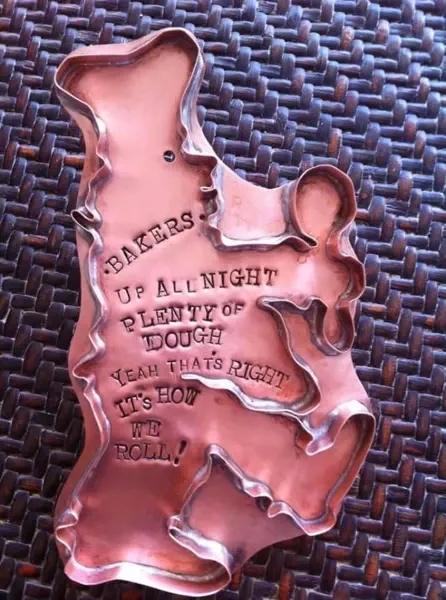 ·BAKERS·
UP ALL NIGHT
PLENTY OF
DOUGH
YEAH THAT'S RIGHT
IT'S HOW
WE
ROLL!